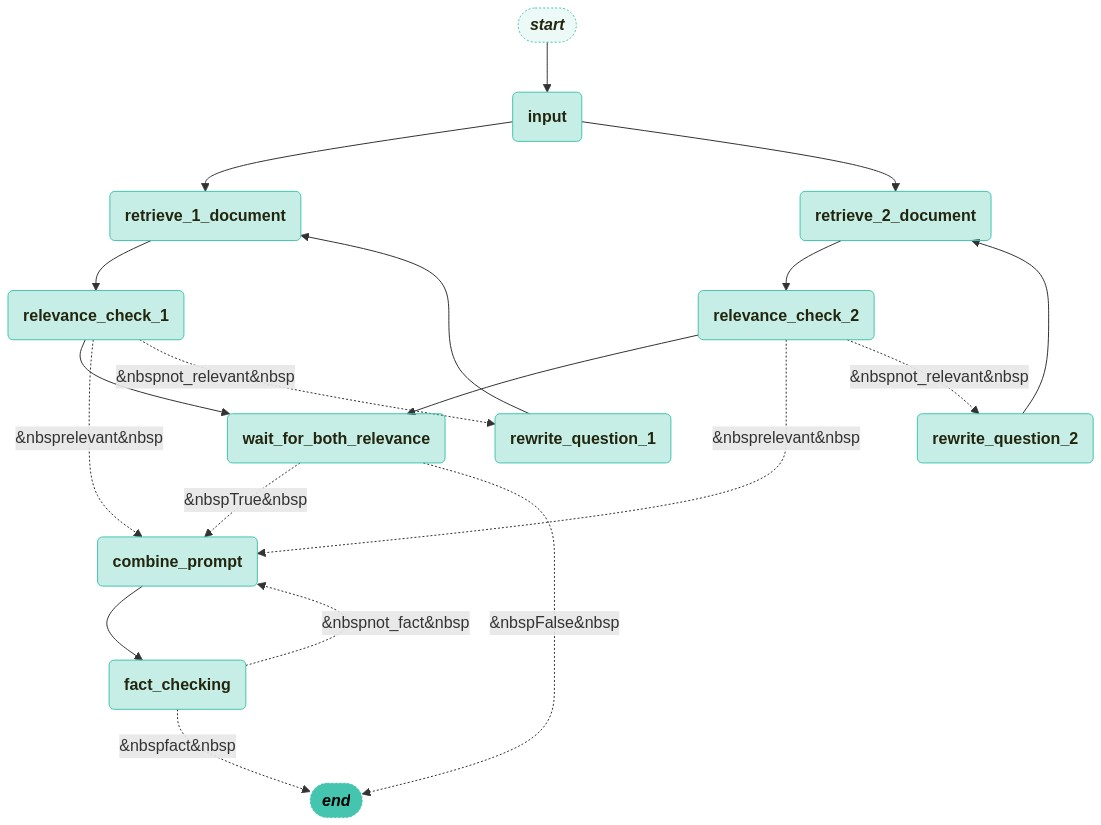 start
input
retrieve_1_document
retrieve_2_document
relevance_check_1
relevance_check_2
&nbspnot_relevant&nbsp
&nbspnot_relevant&nbsp
&nbsprelevant&nbsp
wait_for_both_relevance
rewrite_question_1
&nbsprelevant&nbsp
rewrite_question_2
&nbspTrue&nbsp
combine_prompt
&nbspnot_fact&nbsp
&nbspFalse&nbsp
fact_checking
&nbspfact&nbsp
end